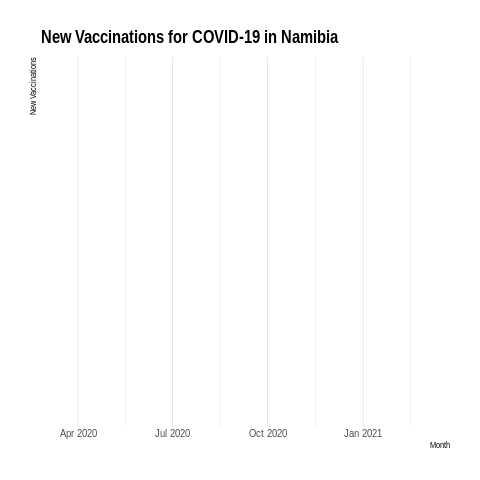 New Vaccinations for COVID-19 in Namibia
New Vaccinations
Apr 2020 Jul 2020 Oct 2020 Jan 2021
Month